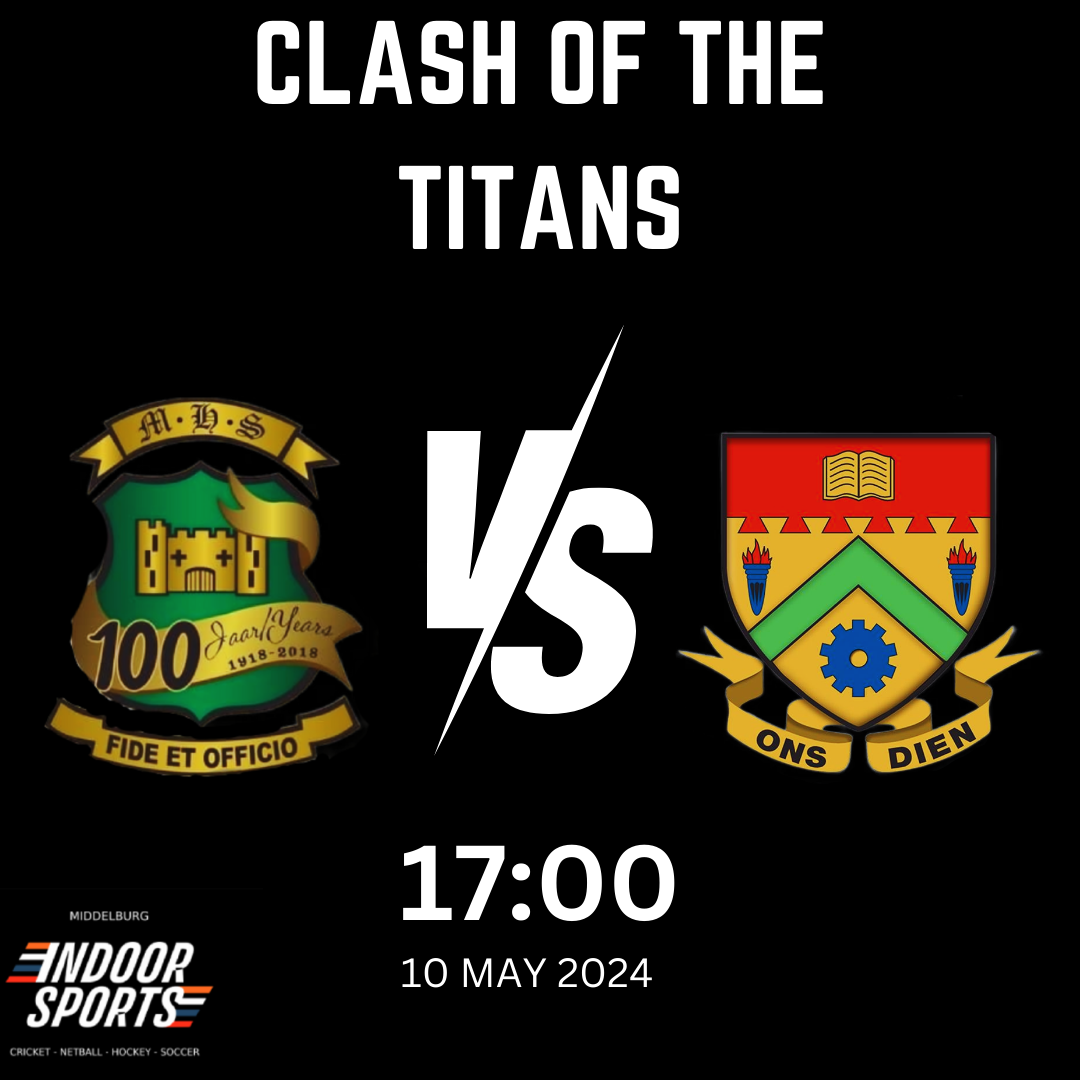 CLASH OF THE
TITANS
M·H·S
VS
100 Jaar/Years
1918-2018
FIDE ET OFFICIO
ONS DIEN
17:00
10 MAY 2024
MIDDELBURG
INDOOR
SPORTS
CRICKET - NETBALL - HOCKEY - SOCCER